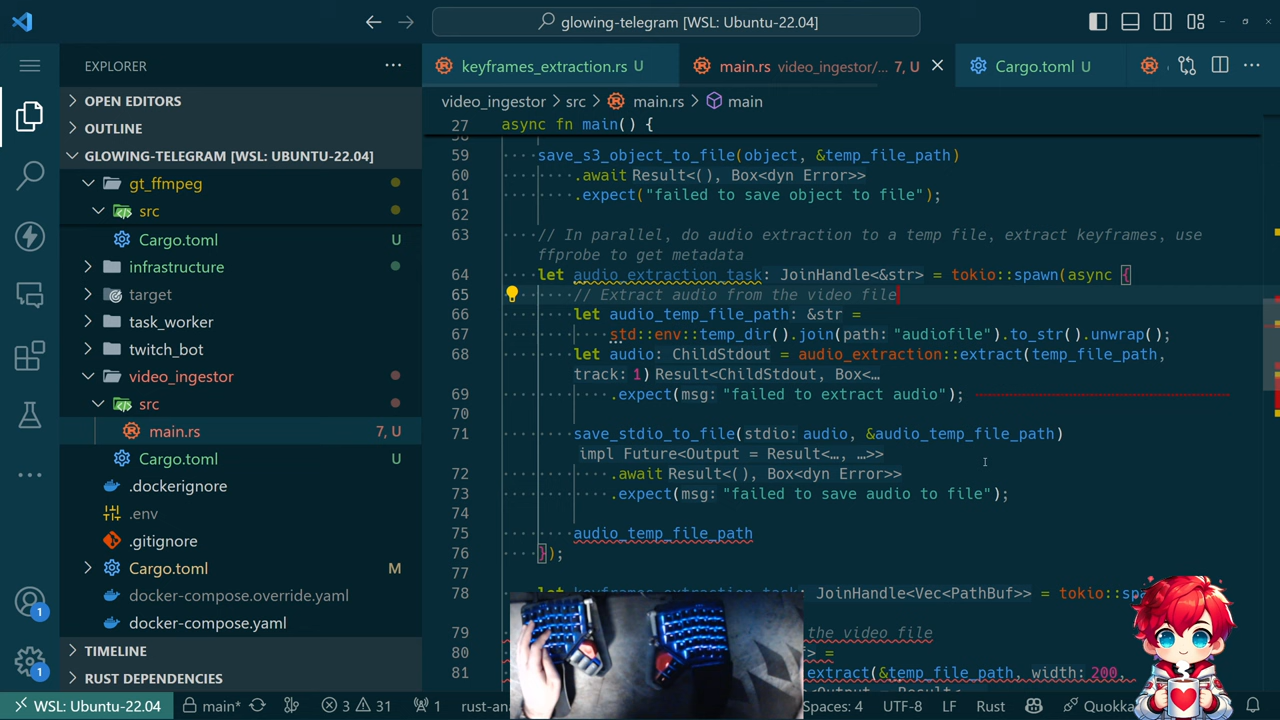 glowing-telegram [WSL: Ubuntu-22.04]
EXPLORER
keyframes_extraction.rs U
main.rs video_ingestor/... 7, U
Cargo.toml U
OPEN EDITORS
OUTLINE
GLOWING-TELEGRAM [WSL: UBUNTU-22.04]
gt_ffmpeg
src
Cargo.toml U
infrastructure
target
task_worker
twitch_bot
video_ingestor
src
main.rs 7, U
Cargo.toml U
.dockerignore
.env
.gitignore
Cargo.toml M
docker-compose.override.yaml
docker-compose.yaml
TIMELINE
RUST DEPENDENCIES
1
1
video_ingestor > src > main.rs > main
27 async fn main() {
59 save_s3_object_to_file(object, &temp_file_path)
60 .await Result<(), Box<dyn Error>>
61 .expect("failed to save object to file");
62
63 // In parallel, do audio extraction to a temp file, extract keyframes, use
ffprobe to get metadata
64 let audio_extraction_task: JoinHandle<&str> = tokio::spawn(async {
65 // Extract audio from the video file
66 let audio_temp_file_path: &str =
67 std::env::temp_dir().join(path: "audiofile").to_str().unwrap();
68 let audio: ChildStdout = audio_extraction::extract(temp_file_path,
track: 1) Result<ChildStdout, Box<…
69 .expect(msg: "failed to extract audio");
70
71 save_stdio_to_file(stdio: audio, &audio_temp_file_path)
impl Future<Output = Result<…, …>>
72 .await Result<(), Box<dyn Error>>
73 .expect(msg: "failed to save audio to file");
74
75 audio_temp_file_path
76 });
77
78 let keyframes_extraction_task: JoinHandle<Vec<PathBuf>> = tokio::spa
79 the video file
80 > =
81 extract(&temp_file_path, width: 200,
WSL: Ubuntu-22.04 main* 3 31 1 rust-an Spaces: 4 UTF-8 LF Rust Quokka